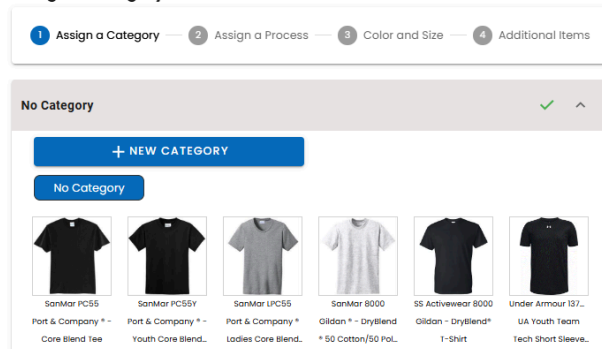 1 Assign a Category 2 Assign a Process 3 Color and Size 4 Additional Items
No Category
+ NEW CATEGORY
No Category
SanMar PC55 SanMar PC55Y SanMar LPC55 SanMar 8000 SS Activewear 8000 Under Armour 137...
Port & Company ® - Port & Company ® - Port & Company ® Gildan ® - DryBlend Gildan - DryBlend® UA Youth Team
Core Blend Tee Youth Core Blend... Ladies Core Blend... ® 50 Cotton/50 Pol... T-Shirt Tech Short Sleeve...